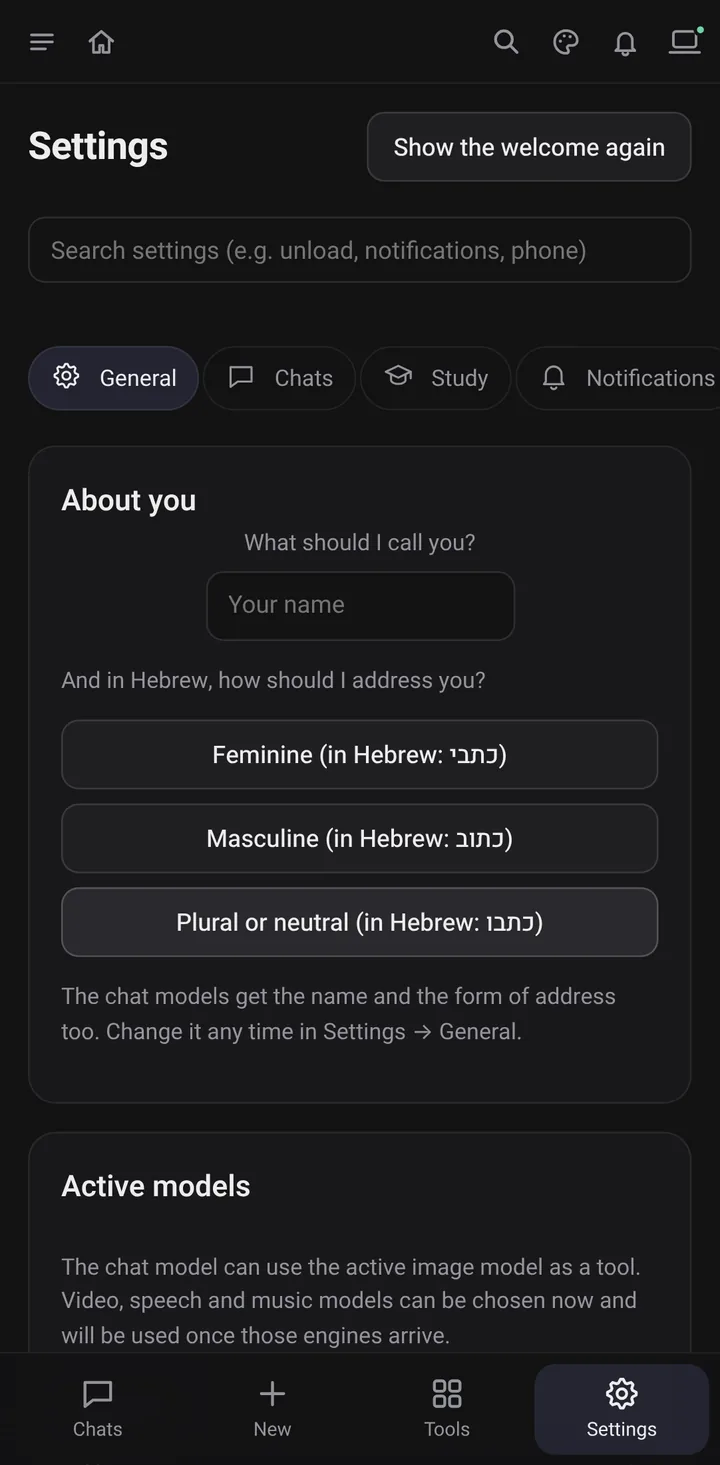 Settings
Show the welcome again
Search settings (e.g. unload, notifications, phone)
General
Chats
Study
Notifications
About you
What should I call you?
Your name
And in Hebrew, how should I address you?
Feminine (in Hebrew: כתבי)
Masculine (in Hebrew: כתוב)
Plural or neutral (in Hebrew: כתבו)
The chat models get the name and the form of address
too. Change it any time in Settings → General.
Active models
The chat model can use the active image model as a tool.
Video, speech and music models can be chosen now and
will be used once those engines arrive.
Chats
New
Tools
Settings